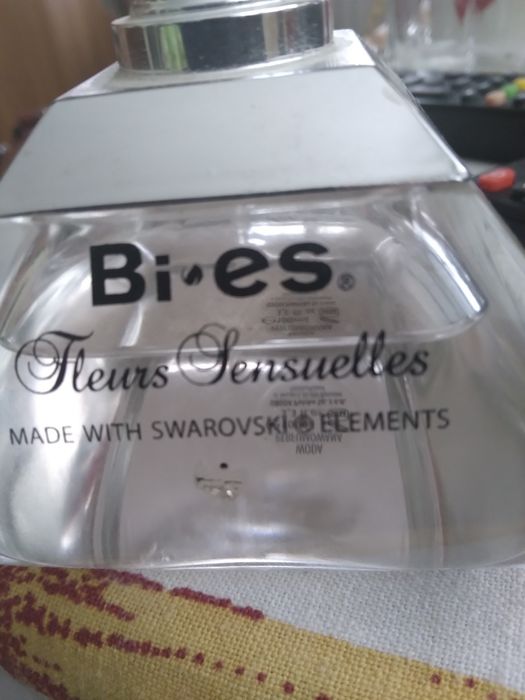 Bi·es®
Fleurs Sensuelles
MADE WITH SWAROVSKI ELEMENTS